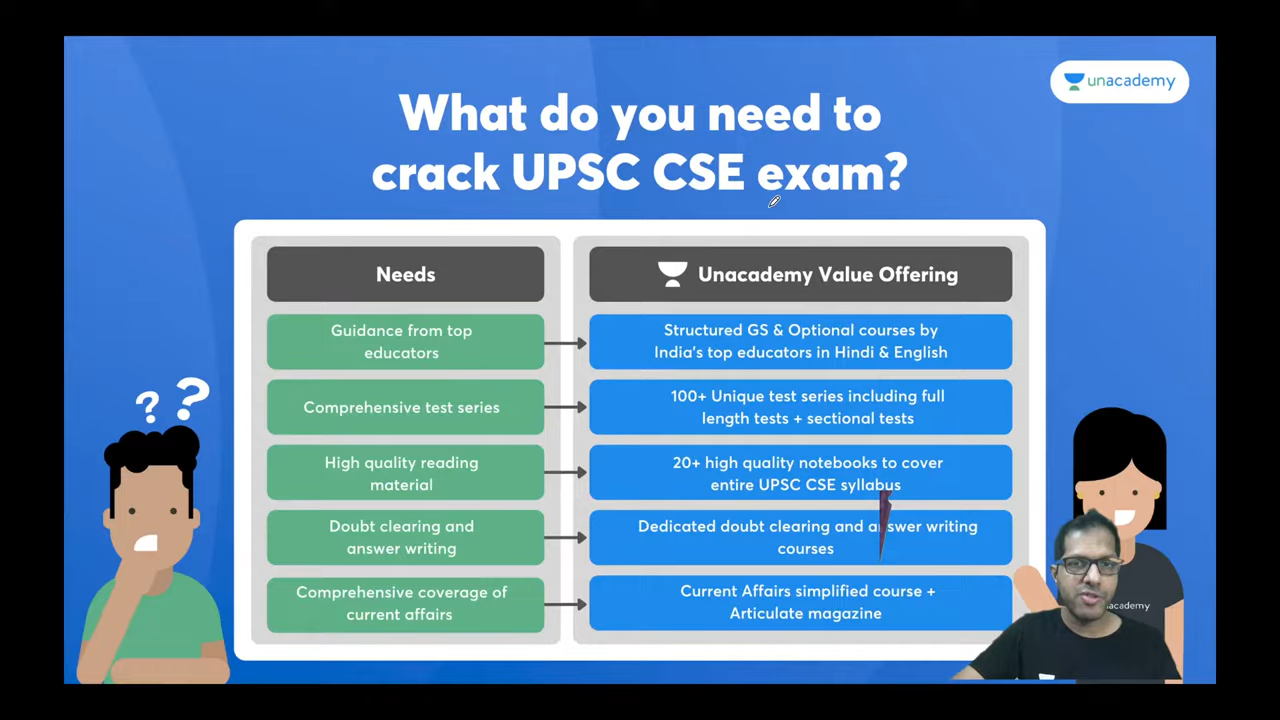 unacademy
What do you need to
crack UPSC CSE exam?
Needs
Unacademy Value Offering
Guidance from top
educators
Structured GS & Optional courses by
India's top educators in Hindi & English
? ?
Comprehensive test series
100+ Unique test series including full
length tests + sectional tests
High quality reading
material
20+ high quality notebooks to cover
entire UPSC CSE syllabus
Doubt clearing and
answer writing
Dedicated doubt clearing and answer writing
courses
Comprehensive coverage of
current affairs
Current Affairs simplified course +
Articulate magazine